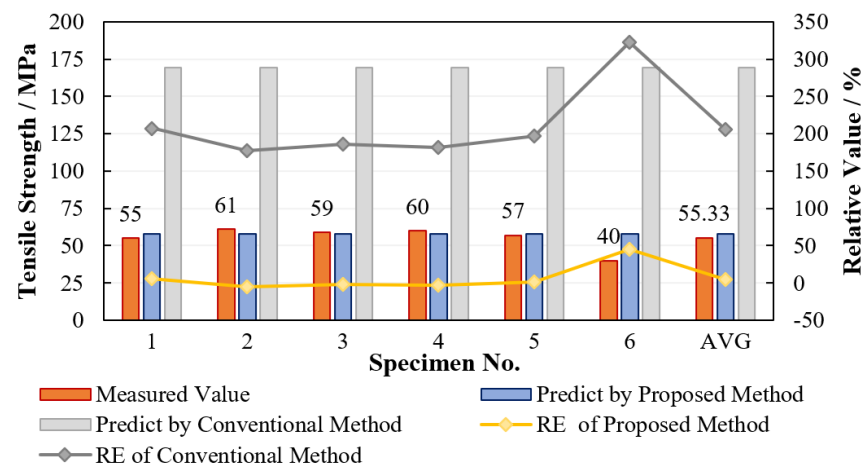 Tensile Strength / MPa
200
175
150
125
100
75
50
25
0
55
61
59
60
57
40
55.33
350
300
250
200
150
100
50
0
-50
Relative Value / %
1 2 3 4 5 6 AVG
Specimen No.
Measured Value
Predict by Proposed Method
Predict by Conventional Method
RE of Proposed Method
RE of Conventional Method